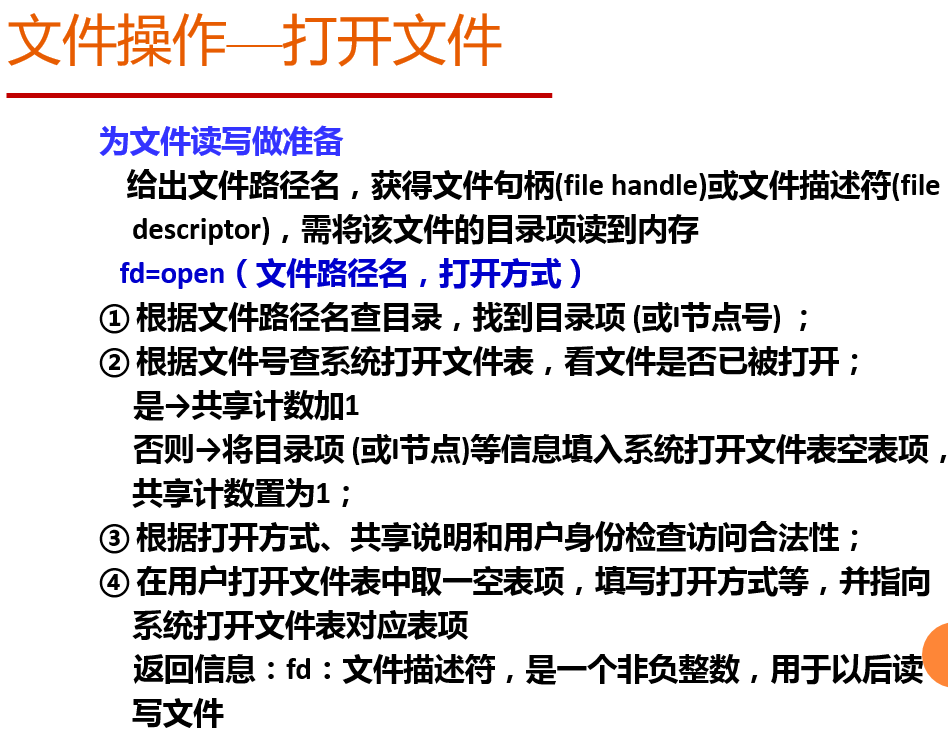 文件操作—打开文件
为文件读写做准备
给出文件路径名，获得文件句柄(file handle)或文件描述符(file
descriptor)，需将该文件的目录项读到内存
fd=open（文件路径名，打开方式）
① 根据文件路径名查目录，找到目录项 (或I节点号) ；
② 根据文件号查系统打开文件表，看文件是否已被打开；
是→共享计数加1
否则→将目录项 (或I节点)等信息填入系统打开文件表空表项，
共享计数置为1；
③ 根据打开方式、共享说明和用户身份检查访问合法性；
④ 在用户打开文件表中取一空表项，填写打开方式等，并指向
系统打开文件表对应表项
返回信息：fd：文件描述符，是一个非负整数，用于以后读
写文件